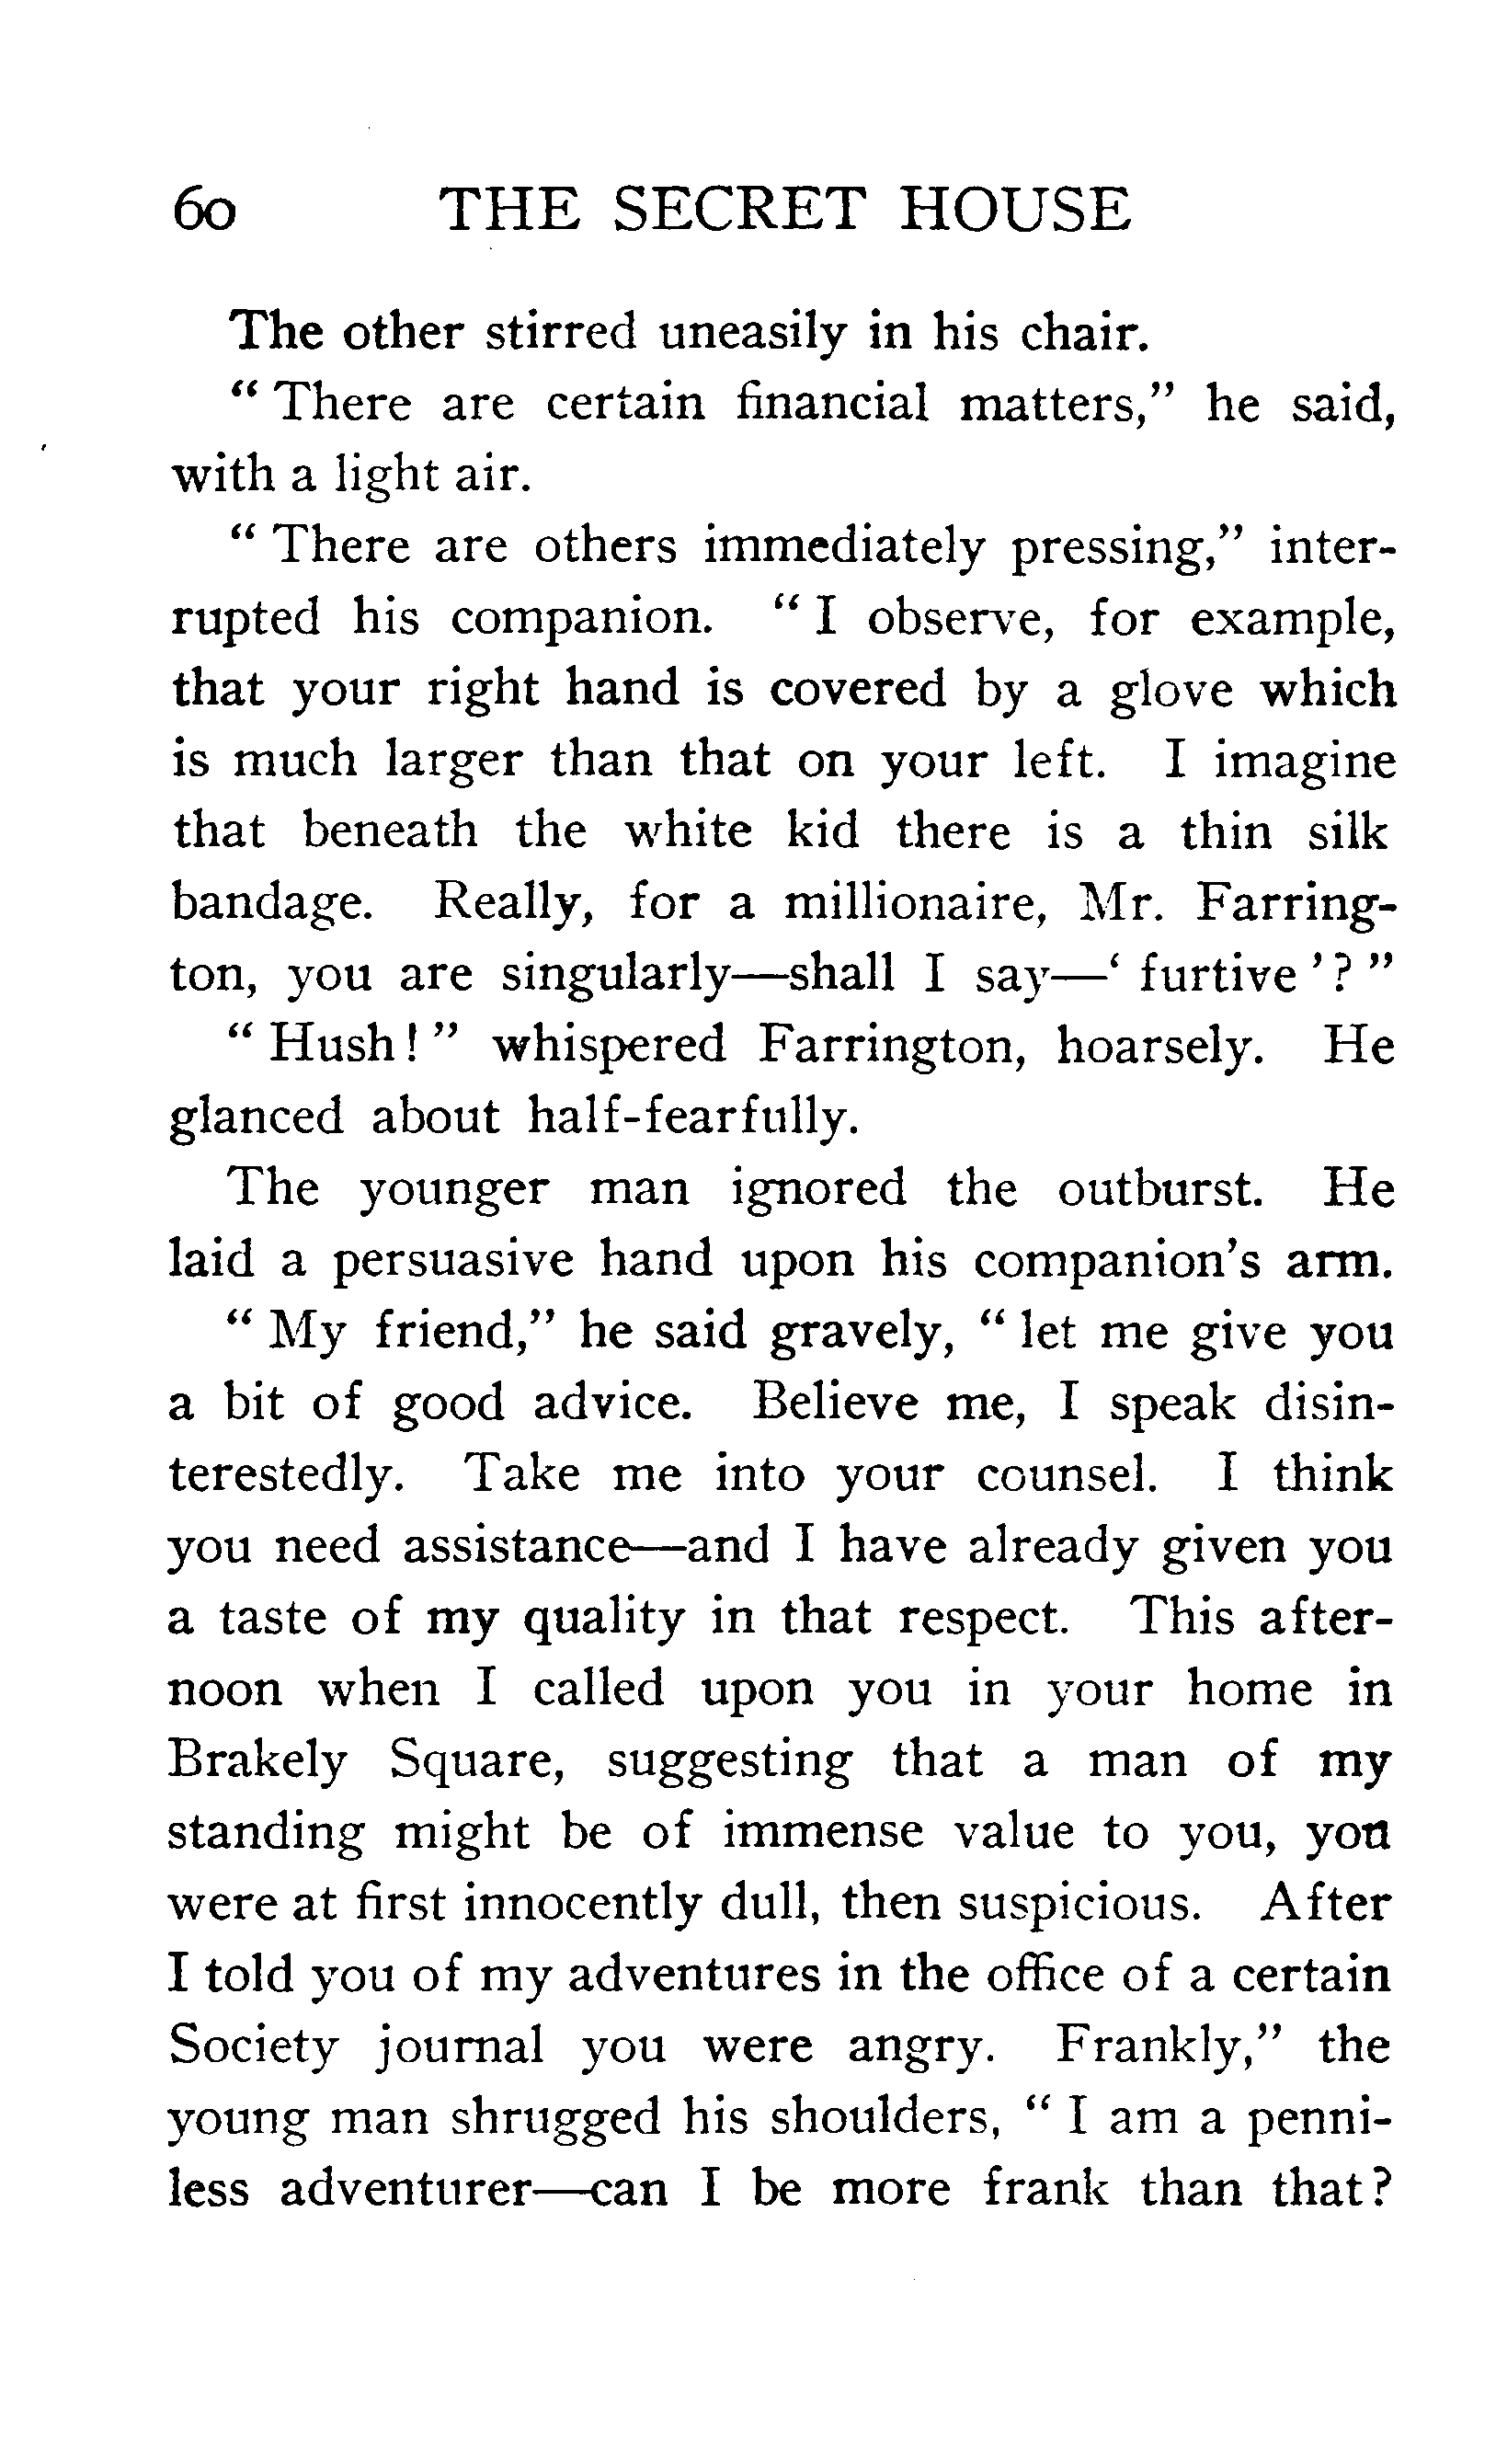 60 THE SECRET HOUSE
The other stirred uneasily in his chair.
“ There are certain financial matters,” he said,
with a light air.
“ There are others immediately pressing,” inter-
rupted his companion. “ I observe, for example,
that your right hand is covered by a glove which
is much larger than that on your left. I imagine
that beneath the white kid there is a thin silk
bandage. Really, for a millionaire, Mr. Farring-
ton, you are singularly—shall I say—‘ furtive ’? ”
“ Hush! ” whispered Farrington, hoarsely. He
glanced about half-fearfully.
The younger man ignored the outburst. He
laid a persuasive hand upon his companion’s arm.
“ My friend,” he said gravely, “ let me give you
a bit of good advice. Believe me, I speak disin-
terestedly. Take me into your counsel. I think
you need assistance—and I have already given you
a taste of my quality in that respect. This after-
noon when I called upon you in your home in
Brakely Square, suggesting that a man of my
standing might be of immense value to you, you
were at first innocently dull, then suspicious. After
I told you of my adventures in the office of a certain
Society journal you were angry. Frankly,” the
young man shrugged his shoulders, “ I am a penni-
less adventurer—can I be more frank than that?